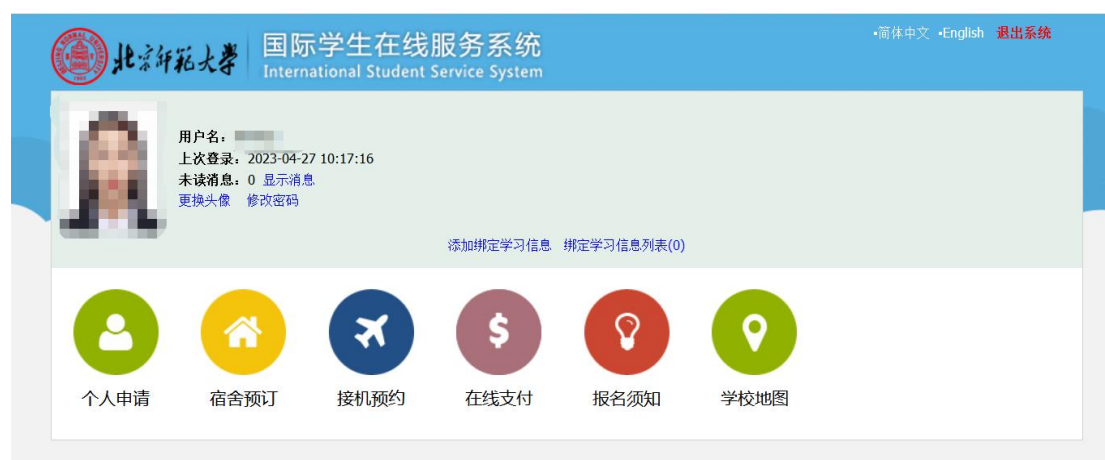 北京师范大学
国际学生在线服务系统
International Student Service System
•简体中文 •English 退出系统
用户名：
上次登录：2023-04-27 10:17:16
未读消息：0 显示消息
更换头像 修改密码
添加绑定学习信息 绑定学习信息列表(0)
个人申请 宿舍预订 接机预约 在线支付 报名须知 学校地图